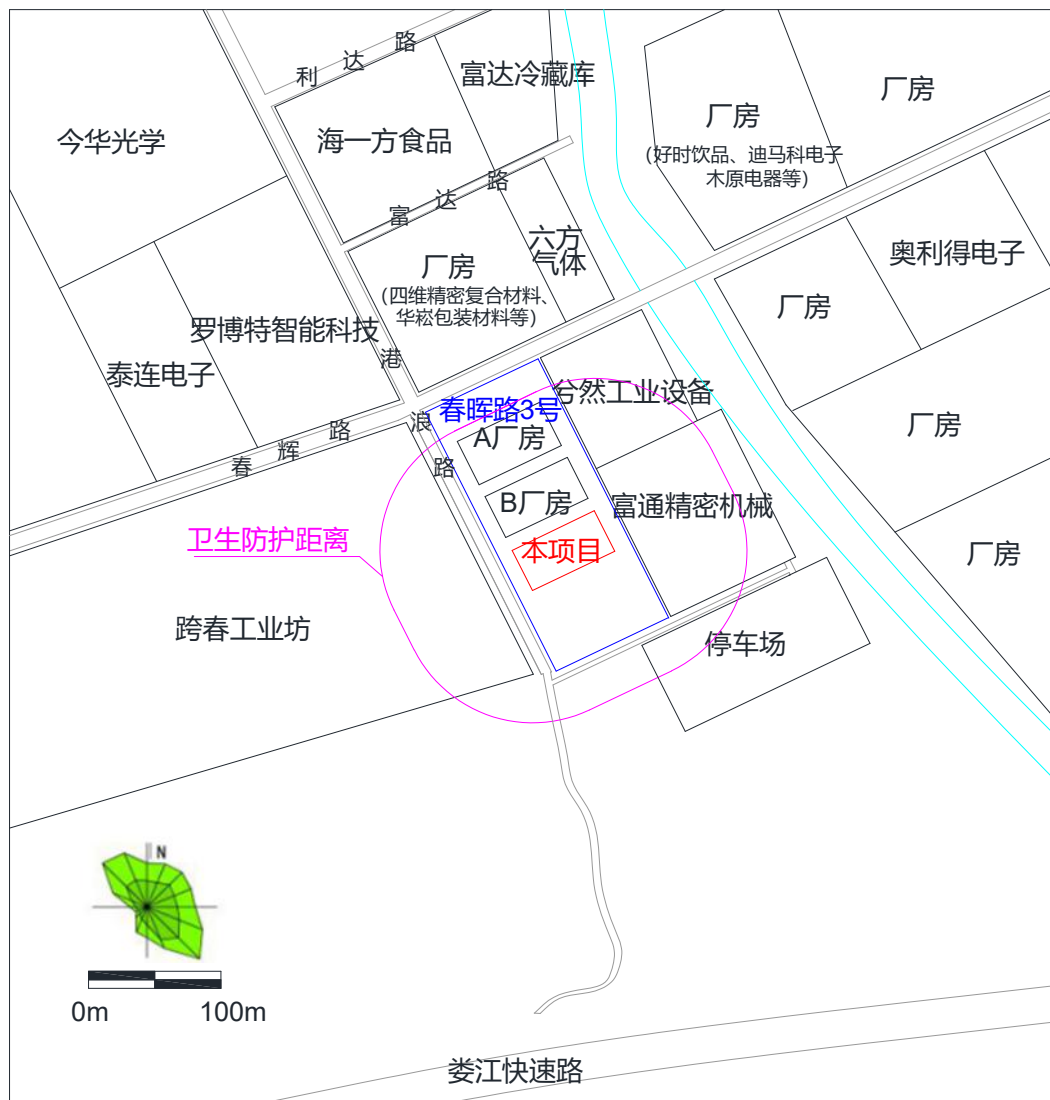 利达路
富达冷藏库
厂房
今华光学
海一方食品
厂房
(好时饮品、迪马科电子
木原电器等)
富达路
六方
气体
厂房
(四维精密复合材料、
华崧包装材料等)
奥利得电子
厂房
罗博特智能科技
泰连电子
港浪路
兮然工业设备
春晖路3号
A厂房
厂房
春辉路
B厂房
富通精密机械
卫生防护距离
本项目
厂房
跨春工业坊
停车场
N
0m
100m
娄江快速路